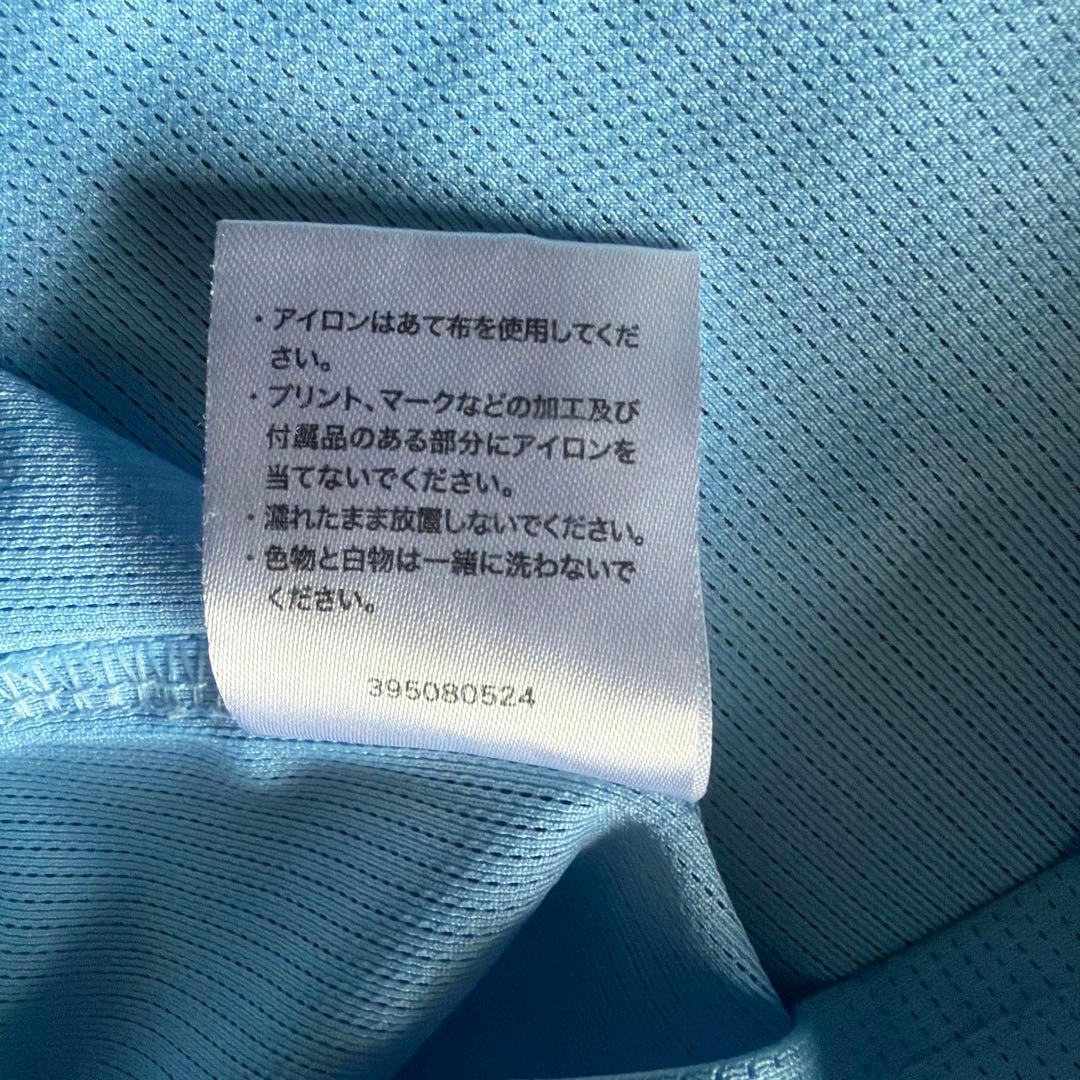 ・アイロンはあて布を使用してくだ
さい。
・プリント、マークなどの加工及び
付属品のある部分にアイロンを
当てないでください。
・濡れたまま放置しないでください。
・色物と白物は一緒に洗わないで
ください。
395080524